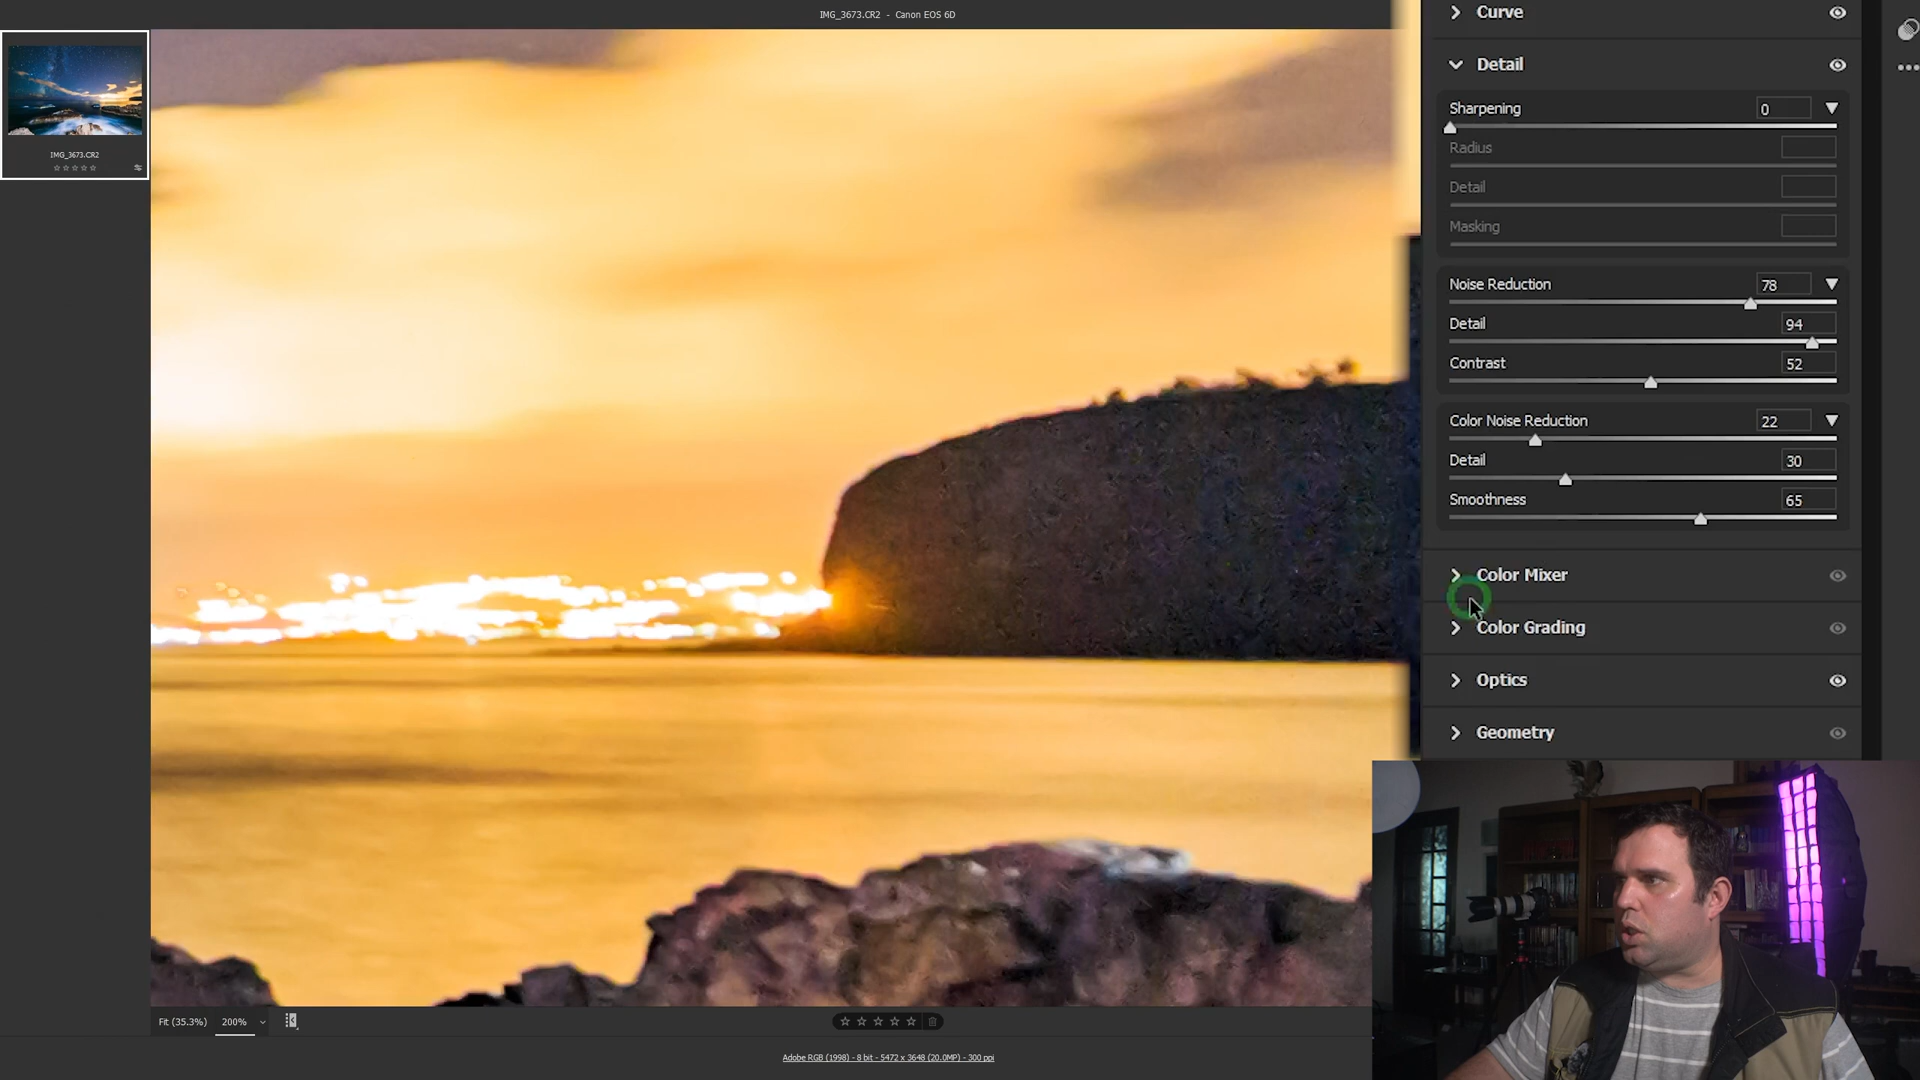 IMG_3673.CR2 - Canon EOS 6D
IMG_3673.CR2
Curve
Detail
Sharpening 0
Radius
Detail
Masking
Noise Reduction 78
Detail 94
Contrast 52
Color Noise Reduction 22
Detail 30
Smoothness 65
Color Mixer
Color Grading
Optics
Geometry
Fit (35.3%) 200%
Adobe RGB (1998) - 8 bit - 5472 x 3648 (20.0MP) - 300 ppi